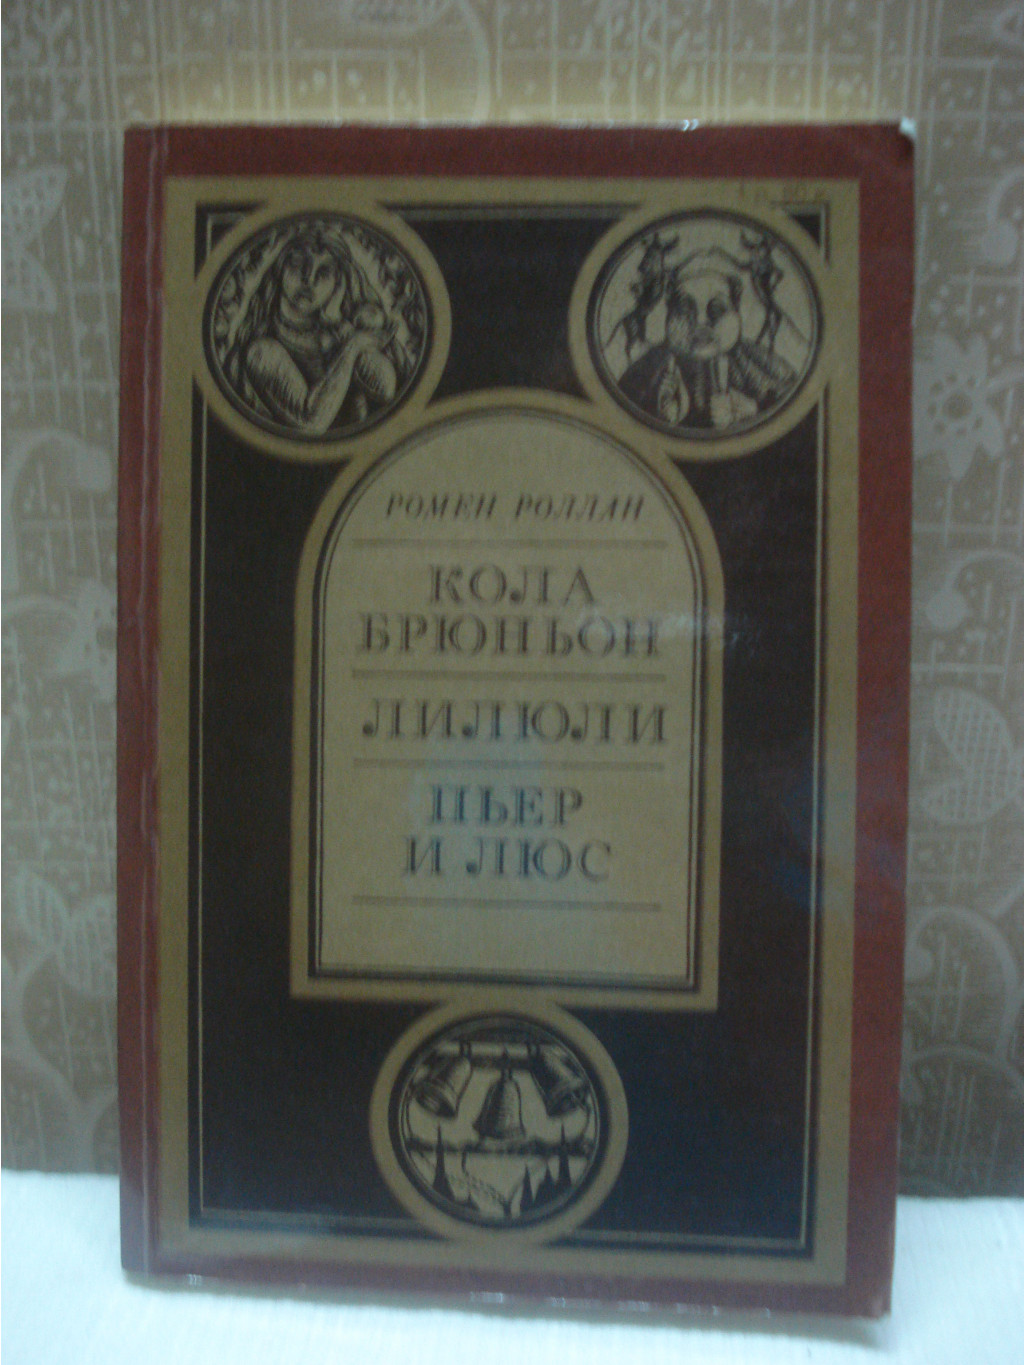 РОМЕН РОЛЛАН
КОЛА
БРЮНЬОН
ЛИЛЮЛИ
ПЬЕР
И ЛЮС